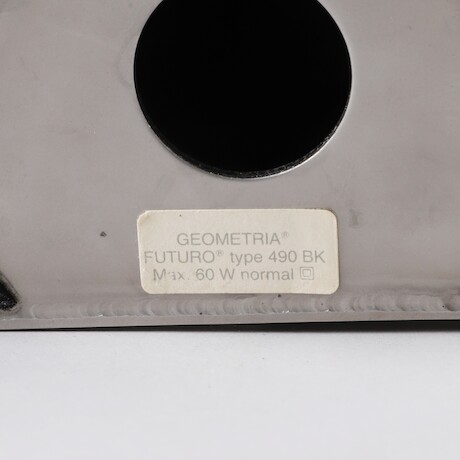 GEOMETRIA®
FUTURO® type 490 BK
Max. 60 W normal